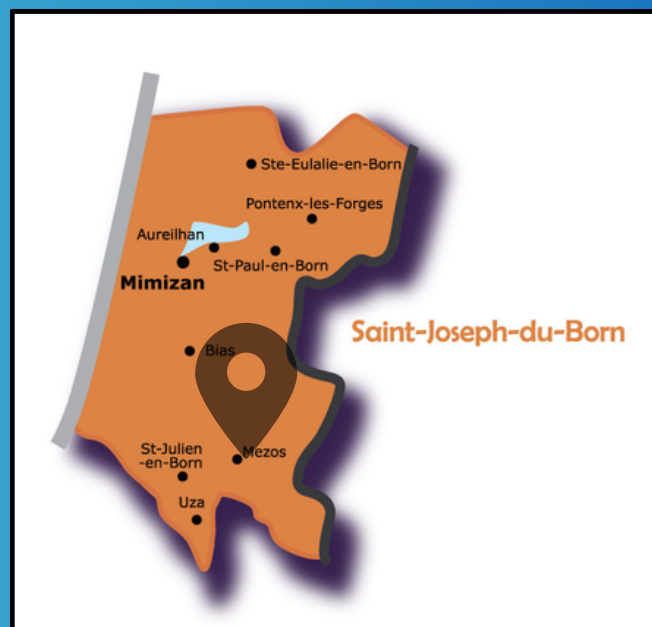 Ste-Eulalie-en-Born
Pontenx-les-Forges
Aureilhan
St-Paul-en-Born
Mimizan
Saint-Joseph-du-Born
Bias
St-Julien
-en-Born
Mezos
Uza